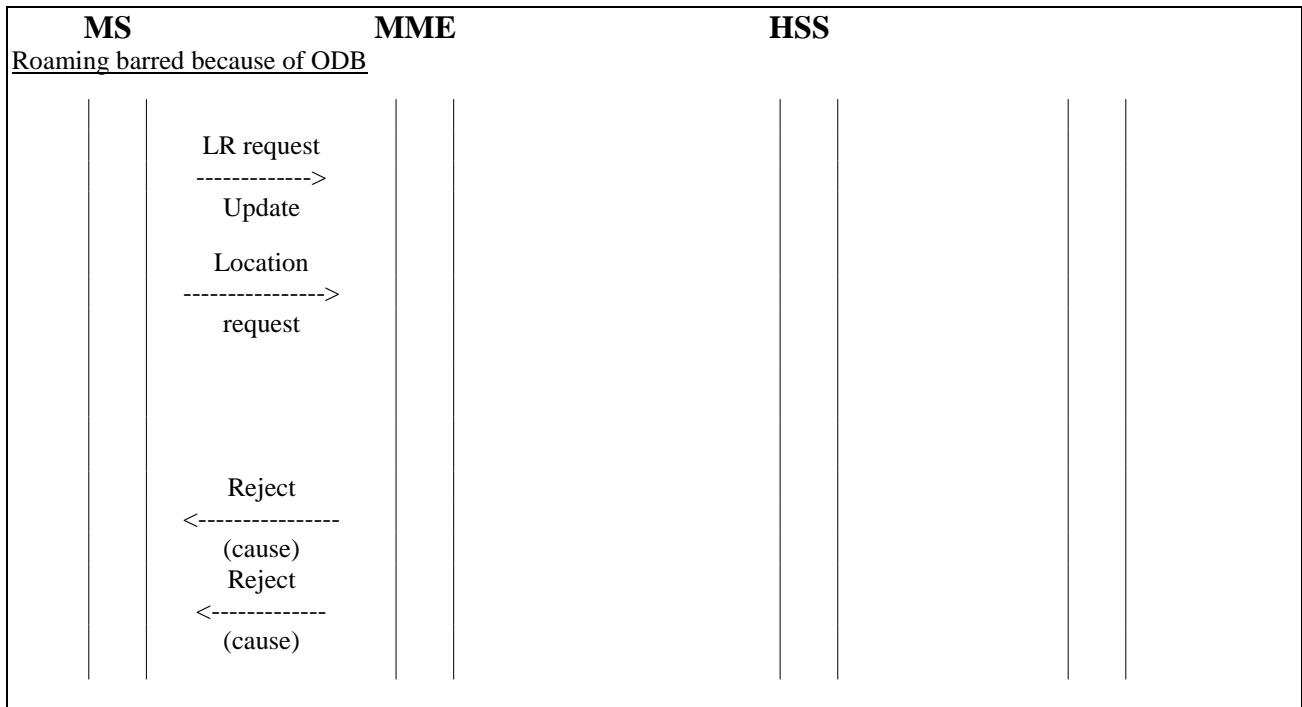 MS MME HSS
Roaming barred because of ODB
LR request
------------->
Update
Location
---------------->
request
Reject
<----------------
(cause)
Reject
<-------------
(cause)